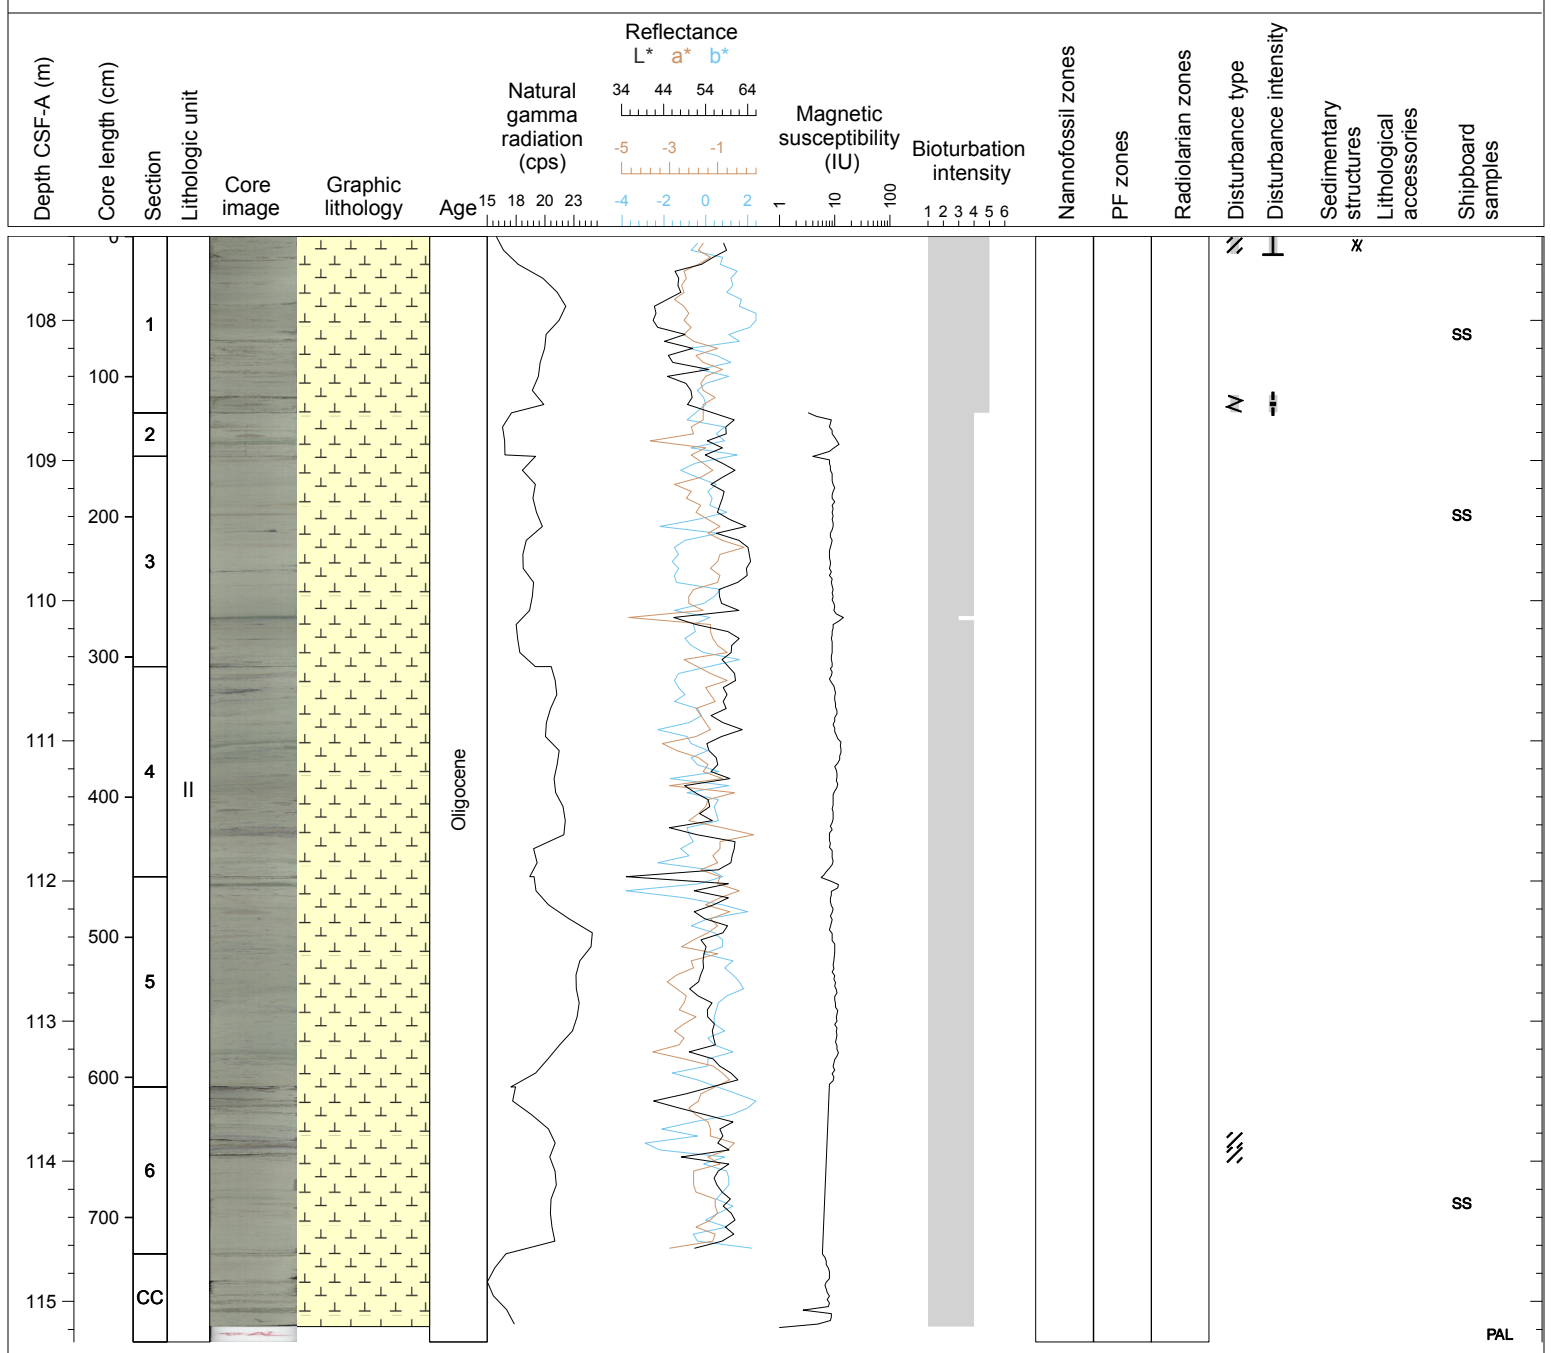 Depth CSF-A (m)
Core length (cm)
Section
Lithologic unit
Core
image
Graphic
lithology
Age
Natural
gamma
radiation
(cps)
15 18 20 23
Reflectance
L* a* b*
34 44 54 64
-5 -3 -1
-4 -2 0 2
Magnetic
susceptibility
(IU)
1 10 100
Bioturbation
intensity
1 2 3 4 5 6
Nannofossil zones
PF zones
Radiolarian zones
Disturbance type
Disturbance intensity
Sedimentary
structures
Lithological
accessories
Shipboard
samples
0
108
1
SS
100
2
109
200
SS
3
110
300
111
4
II
400
Oligocene
112
500
5
113
600
114
6
SS
700
CC
115
PAL